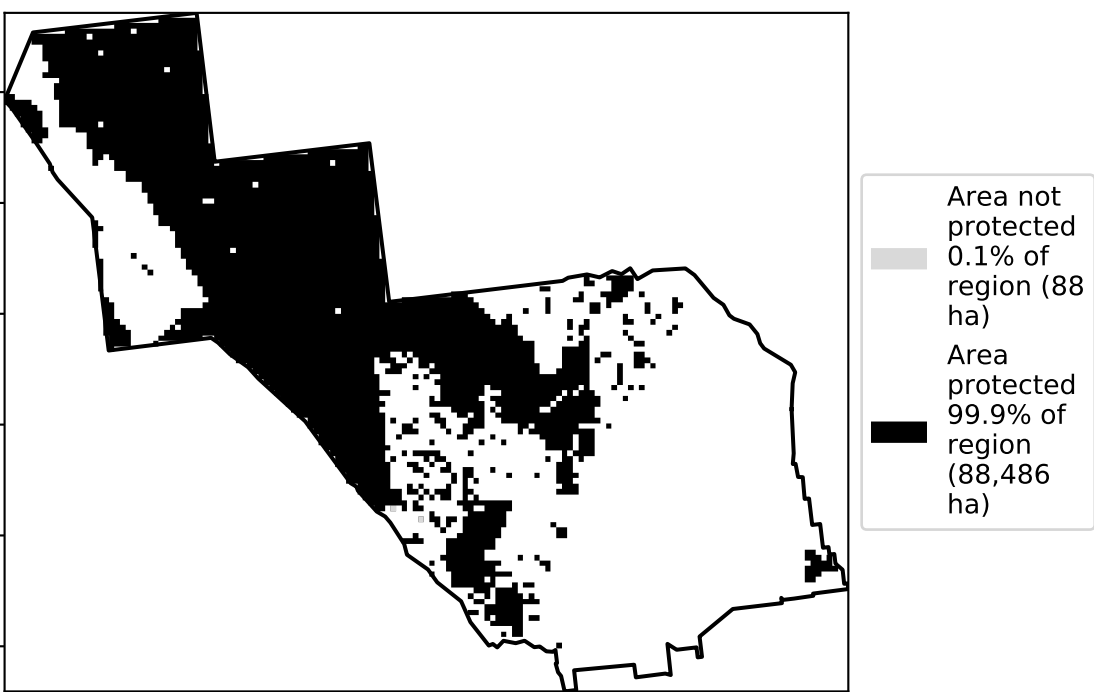 Area not
protected
0.1% of
region (88
ha)
Area
protected
99.9% of
region
(88,486
ha)